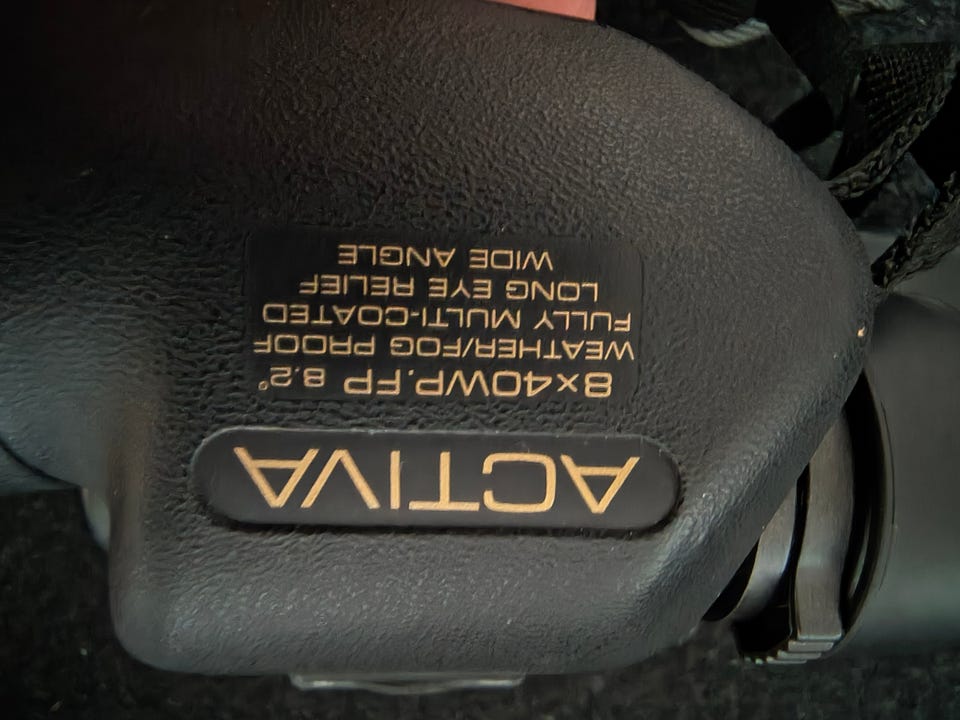 ACTIVA
8x40WP.FP 8.2°
WEATHER/FOG PROOF
FULLY MULTI-COATED
LONG EYE RELIEF
WIDE ANGLE